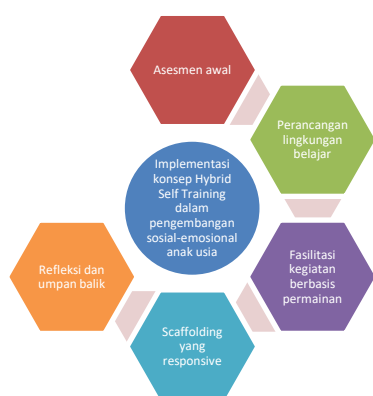 Asesmen awal
Perancangan
lingkungan
belajar
Implementasi
konsep Hybrid
Self Training
dalam
pengembangan
sosial-emosional
anak usia
Fasilitasi
kegiatan
berbasis
permainan
Refleksi dan
umpan balik
Scaffolding
yang
responsive